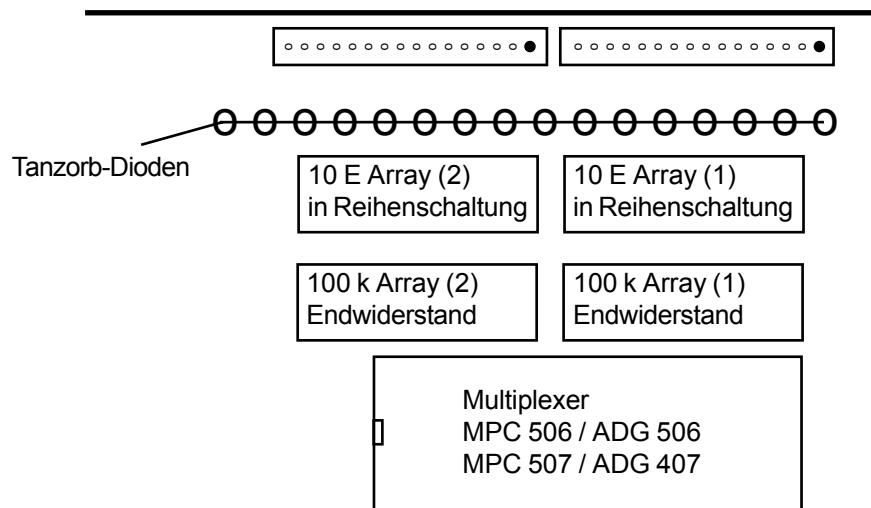 Tanzorb-Dioden
10 E Array (2)
in Reihenschaltung
10 E Array (1)
in Reihenschaltung
100 k Array (2)
Endwiderstand
100 k Array (1)
Endwiderstand
Multiplexer
MPC 506 / ADG 506
MPC 507 / ADG 407